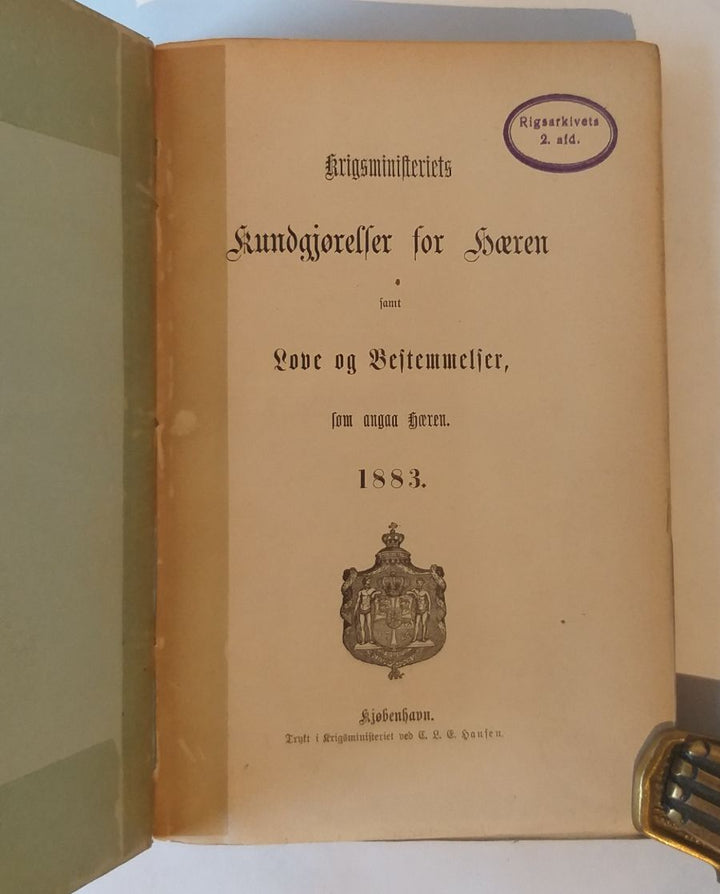 Rigsarkivets
2. afd.
Krigsministeriets
Kundgjørelser for Hæren
samt
Love og Bestemmelser,
som angaa Hæren.
1883.
Kjøbenhavn.
Trykt i Krigsministeriet ved C. L. E. Hansen.